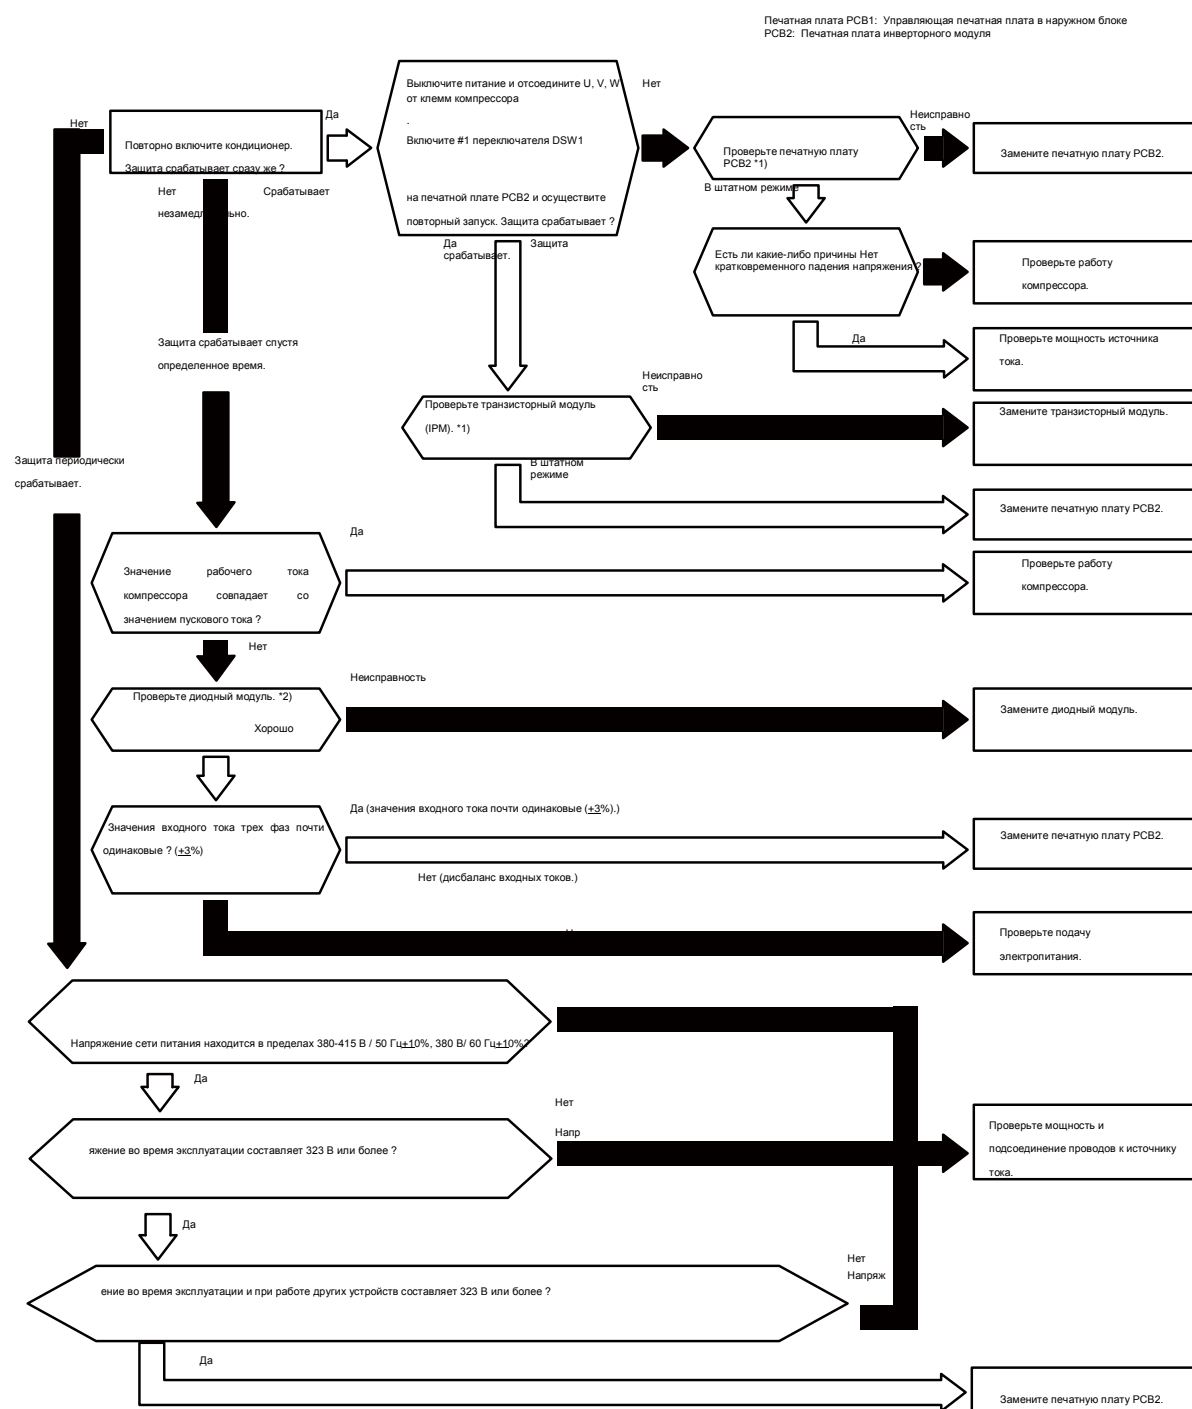 Печатная плата PCB1: Управляющая печатная плата в наружном блоке
PCB2: Печатная плата инверторного модуля
Нет
Повторно включите кондиционер.
Защита срабатывает сразу же ?
Да
Выключите питание и отсоедините U, V, W
от клемм компрессора
.
Включите #1 переключателя DSW1
на печатной плате PCB2 и осуществите
повторный запуск. Защита срабатывает ?
Нет
Проверьте печатную плату
PCB2 *1)
Неисправно
сть
Замените печатную плату PCB2.
Нет Срабатывает
незамедлительно.
В штатном режиме
Да Защита
срабатывает.
Есть ли какие-либо причины Нет
кратковременного падения напряжения ?
Проверьте работу
компрессора.
Да
Проверьте мощность источника
тока.
Защита срабатывает спустя
определенное время.
Неисправно
сть
Проверьте транзисторный модуль
(IPM). *1)
Замените транзисторный модуль.
В штатном
режиме
Замените печатную плату PCB2.
Защита периодически
срабатывает.
Да
Значение рабочего тока
компрессора совпадает со
значением пускового тока ?
Проверьте работу
компрессора.
Нет
Проверьте диодный модуль. *2)
Хорошо
Неисправность
Замените диодный модуль.
Да (значения входного тока почти одинаковые (+3%).)
Значения входного тока трех фаз почти
одинаковые ? (+3%)
Замените печатную плату PCB2.
Нет (дисбаланс входных токов.)
Проверьте подачу
электропитания.
Напряжение сети питания находится в пределах 380-415 В / 50 Гц+10%, 380 В/ 60 Гц+10%?
Да
Нет
Напр
яжение во время эксплуатации составляет 323 В или более ?
Проверьте мощность и
подсоединение проводов к источнику
тока.
Да
Нет
Напряж
ение во время эксплуатации и при работе других устройств составляет 323 В или более ?
Да
Замените печатную плату PCB2.